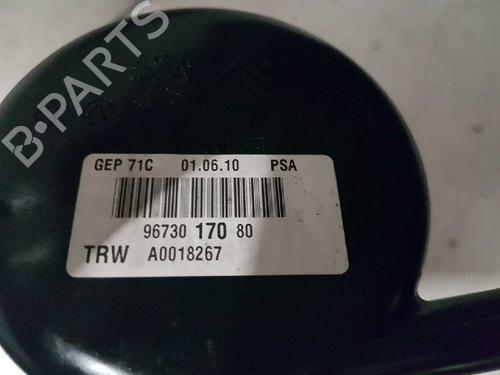 B-PARTS
GEP 71C 01.06.10 PSA
96730 170 80
TRW A0018267